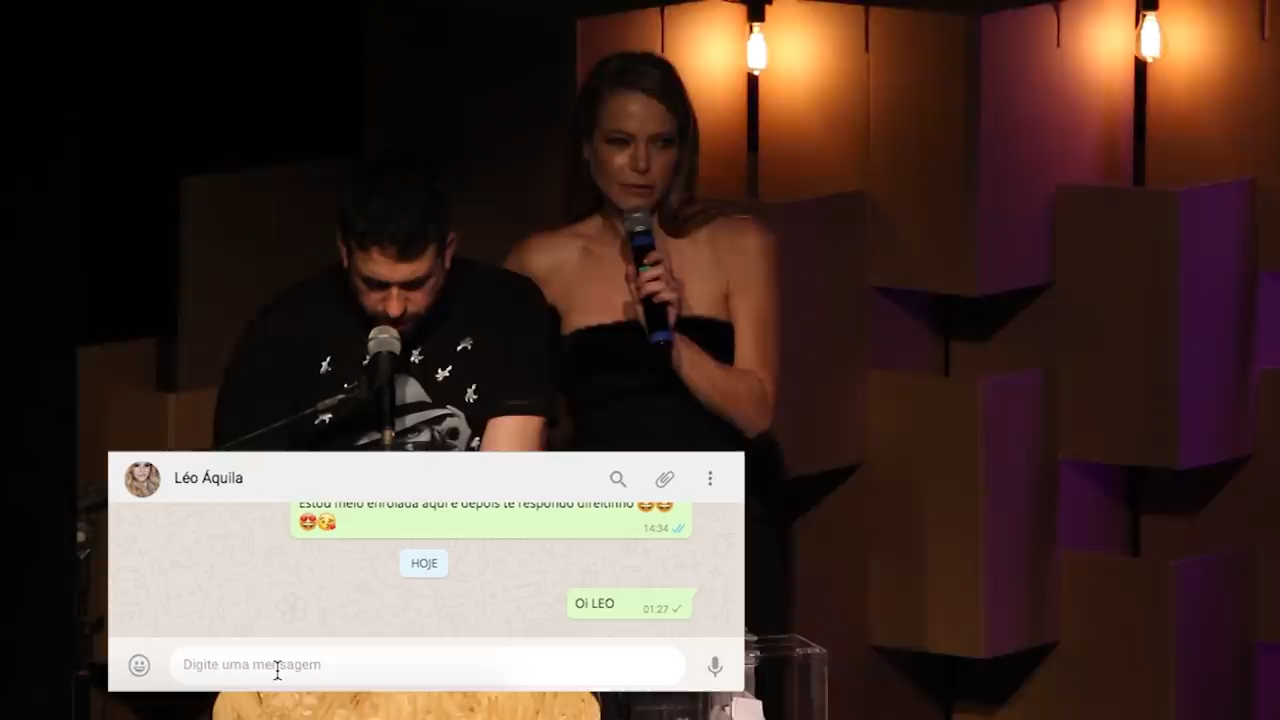 Léo Áquila
Estou meio enrolada aqui e depois te respondo direitinho
14:34
HOJE
Oi LEO
01:27
Digite uma mensagem